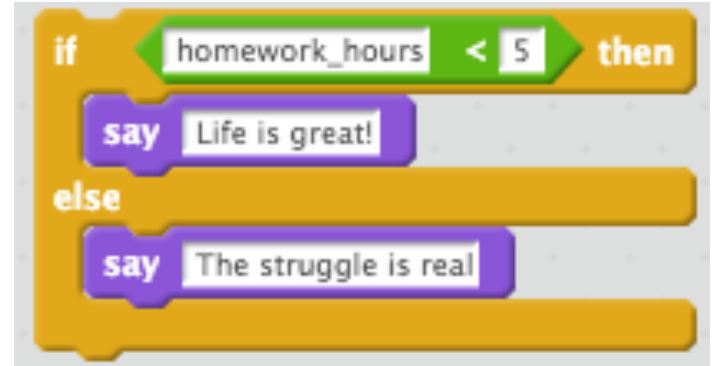 if homework_hours < 5 then
say Life is great!
else
say The struggle is real